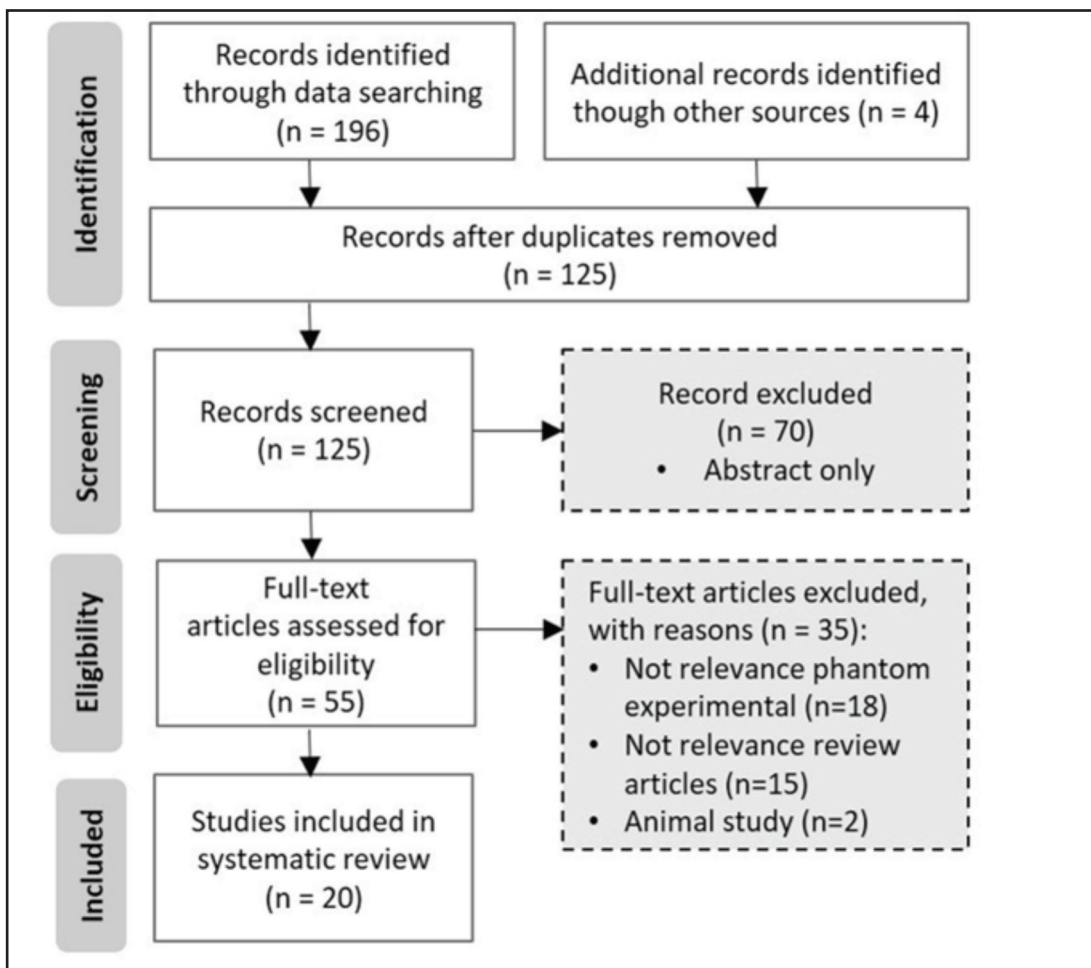 Identification
Records identified
through data searching
(n = 196)
Additional records identified
though other sources (n = 4)
Records after duplicates removed
(n = 125)
Screening
Records screened
(n = 125)
Record excluded
(n = 70)
• Abstract only
Eligibility
Full-text
articles assessed for
eligibility
(n = 55)
Full-text articles excluded,
with reasons (n = 35):
• Not relevance phantom
experimental (n=18)
• Not relevance review
articles (n=15)
• Animal study (n=2)
Included
Studies included in
systematic review
(n = 20)